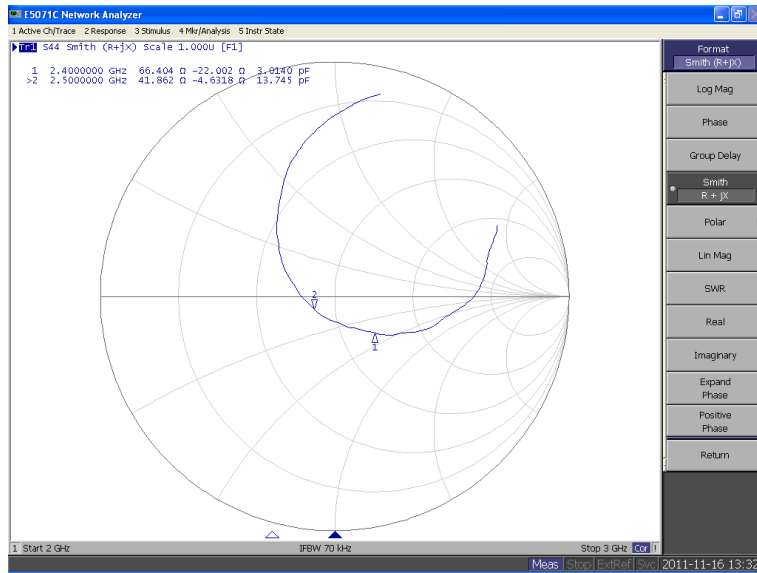 E5071C Network Analyzer
1 Active Ch/Trace 2 Response 3 Stimulus 4 Mkr/Analysis 5 Instr State
Tr1 S44 Smith (R+jX) Scale 1.000U [F1]
1 2.4000000 GHz 66.404 Ω -22.002 Ω 3.0140 pF
>2 2.5000000 GHz 41.862 Ω -4.6318 Ω 13.745 pF
2
1
Format
Smith (R+jX)
Log Mag
Phase
Group Delay
Smith
R + jX
Polar
Lin Mag
SWR
Real
Imaginary
Expand
Phase
Positive
Phase
Return
1 Start 2 GHz IFBW 70 kHz Stop 3 GHz Cor !
Meas Stop ExtRef Svc 2011-11-16 13:32